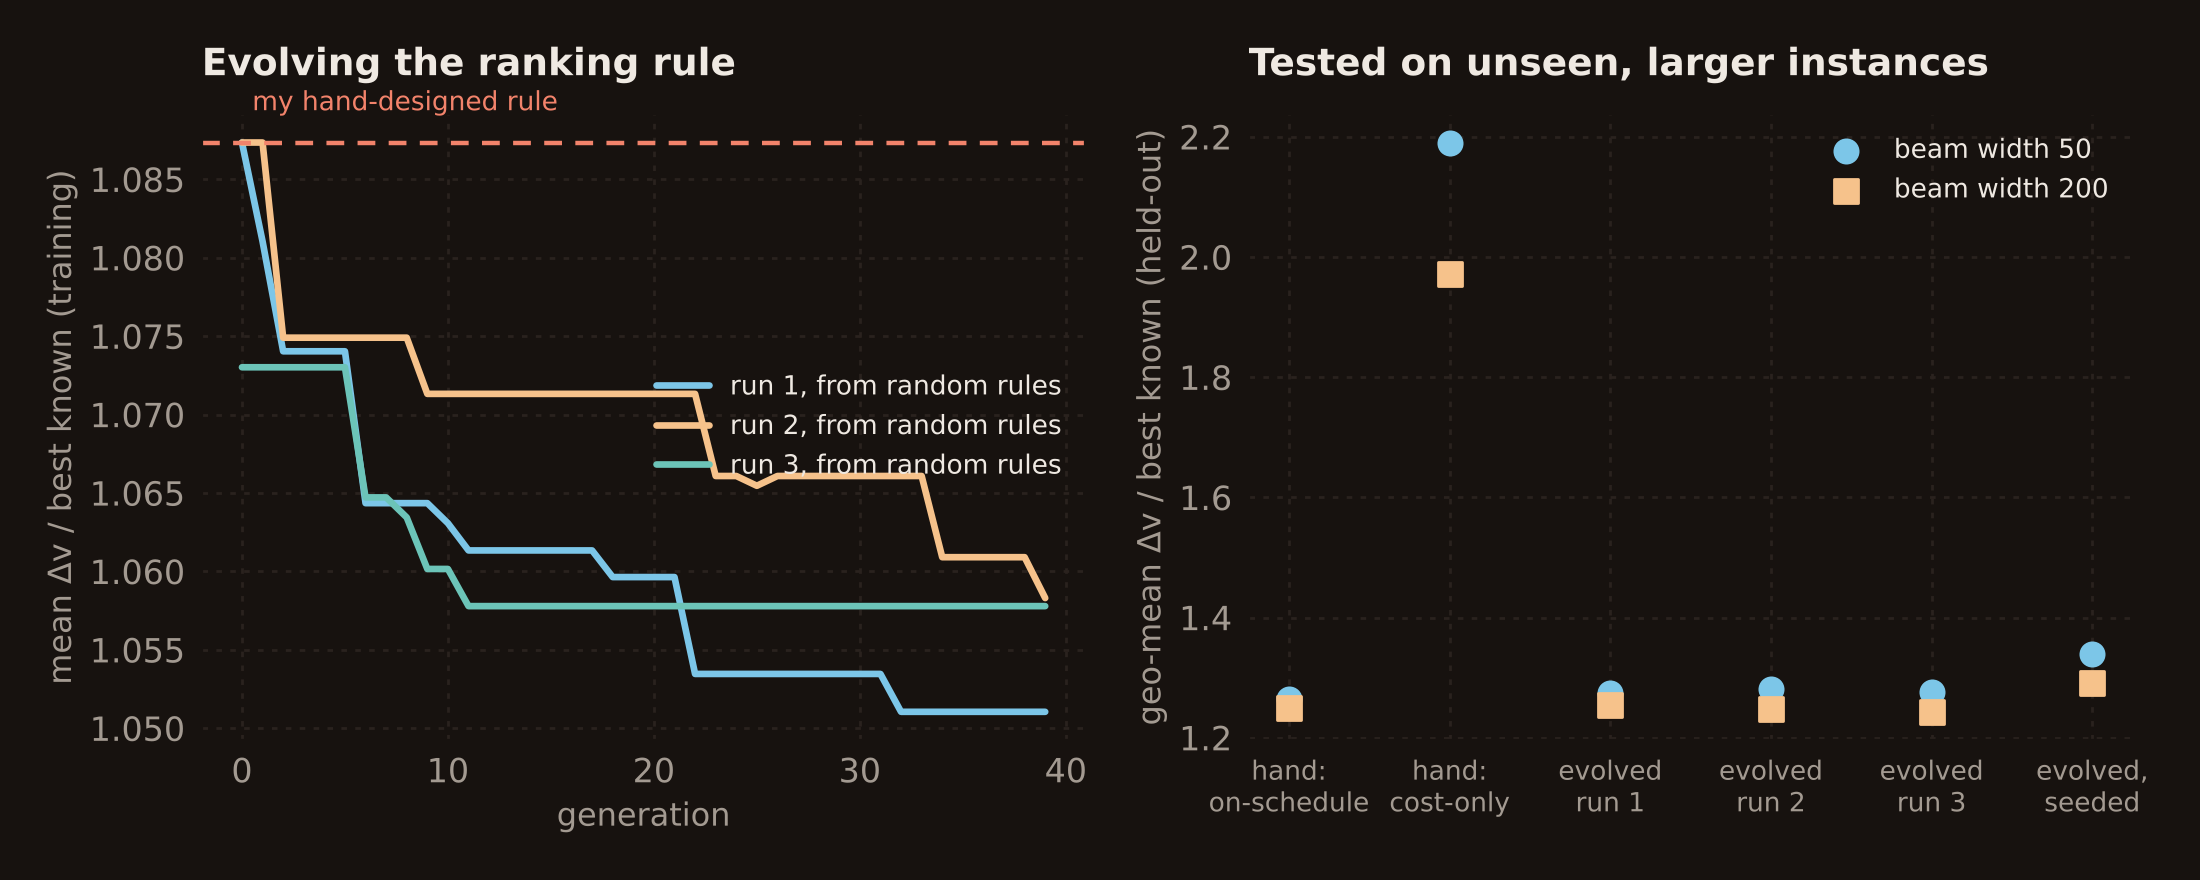 Evolving the ranking rule
my hand-designed rule
mean Δv / best known (training)
1.085
1.080
1.075
1.070
1.065
1.060
1.055
1.050
run 1, from random rules
run 2, from random rules
run 3, from random rules
0 10 20 30 40
generation
Tested on unseen, larger instances
geo-mean Δv / best known (held-out)
2.2
2.0
1.8
1.6
1.4
1.2
beam width 50
beam width 200
hand: hand: evolved evolved evolved evolved,
on-schedule cost-only run 1 run 2 run 3 seeded